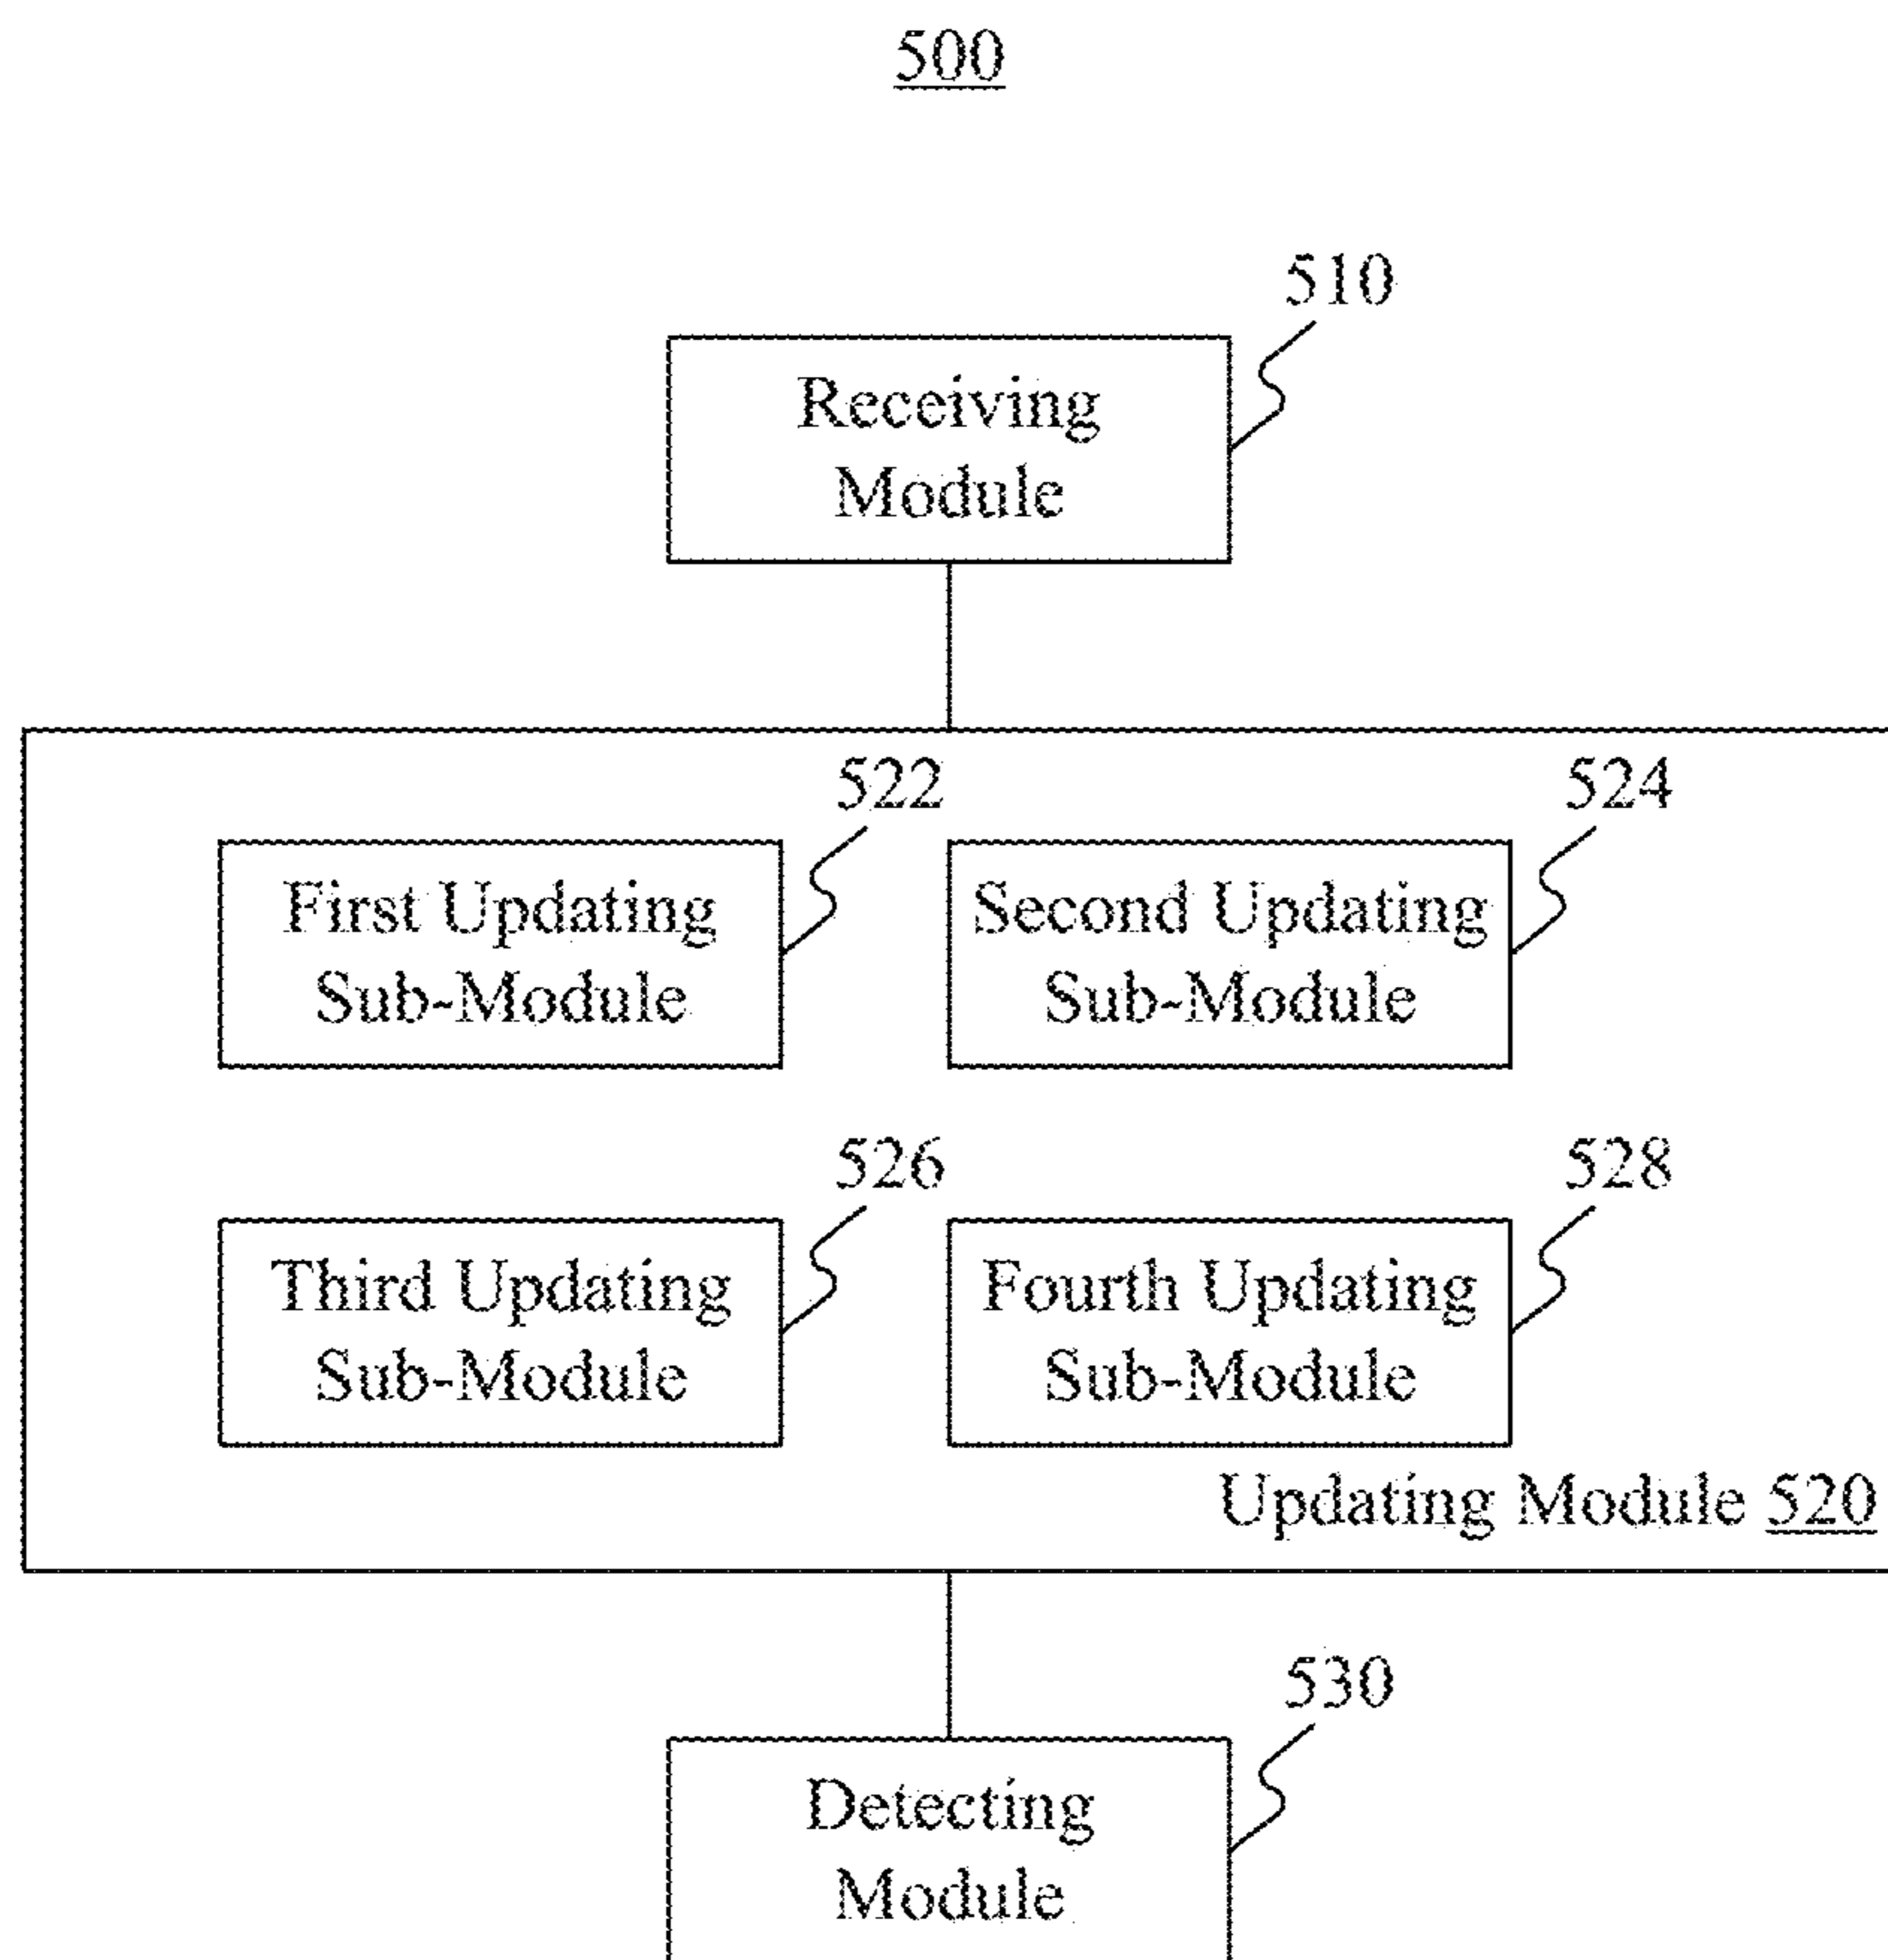 500
510
Receiving
Module
522
524
First Updating
Sub-Module
Second Updating
Sub-Module
526
528
Third Updating
Sub-Module
Fourth Updating
Sub-Module
Updating Module 520
530
Detecting
Module